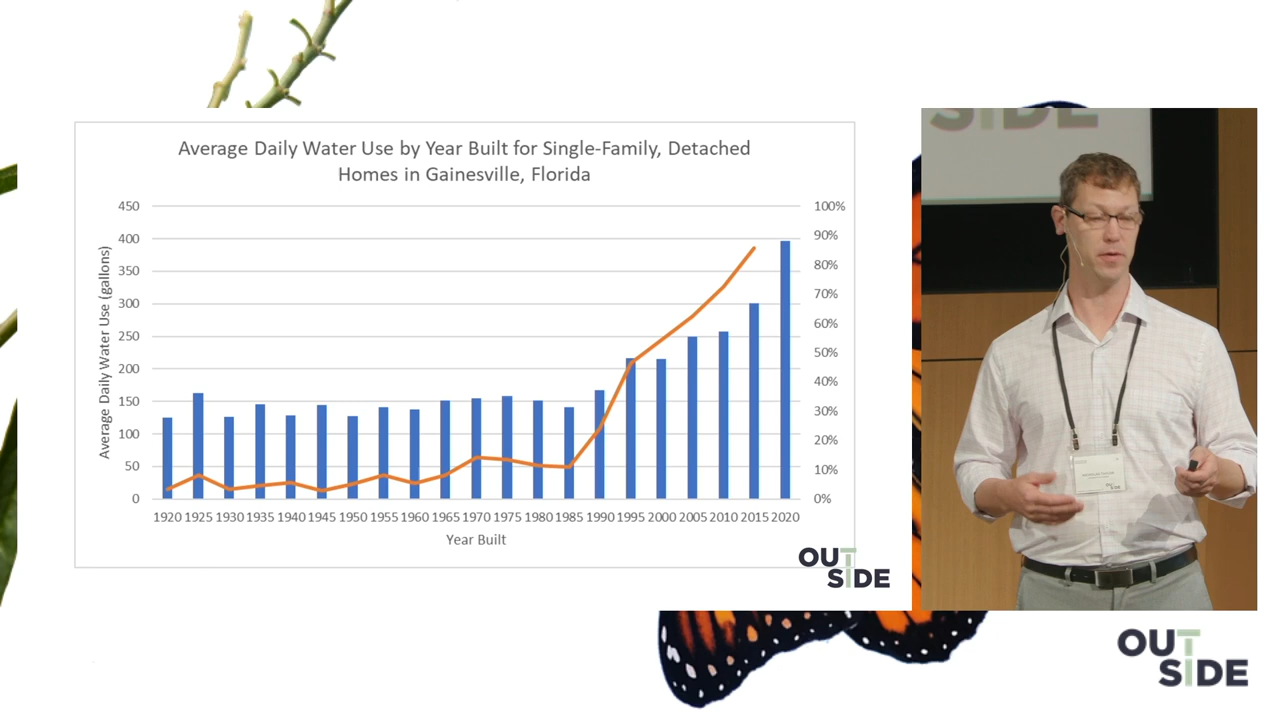 Average Daily Water Use by Year Built for Single-Family, Detached
Homes in Gainesville, Florida
Average Daily Water Use (gallons)
450
400
350
300
250
200
150
100
50
0
100%
90%
80%
70%
60%
50%
40%
30%
20%
10%
0%
1920 1925 1930 1935 1940 1945 1950 1955 1960 1965 1970 1975 1980 1985 1990 1995 2000 2005 2010 2015 2020
Year Built
OUT
SIDE
SIDE
OUT
SIDE